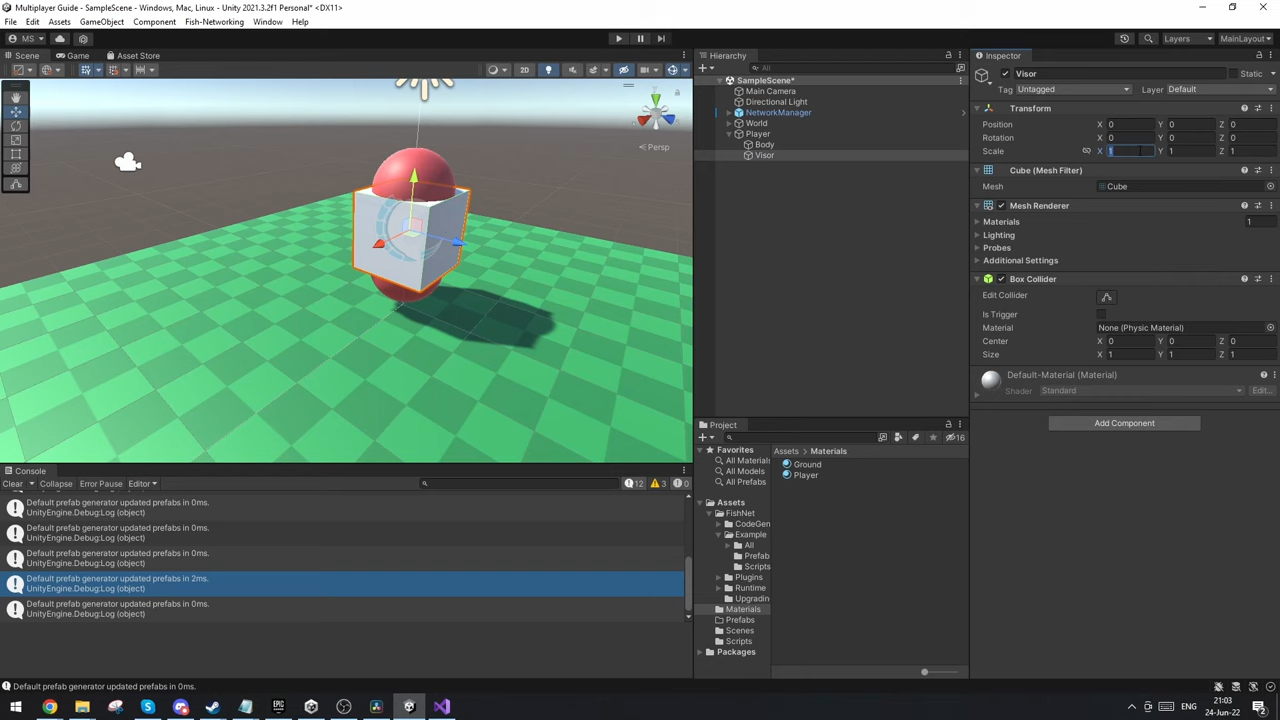 Multiplayer Guide - SampleScene - Windows, Mac, Linux - Unity 2021.3.2f1 Personal* <DX11>
File Edit Assets GameObject Component Fish-Networking Window Help
MS Layers MainLayout
Scene Game Asset Store
2D
Persp
Hierarchy
All
SampleScene*
Main Camera
Directional Light
NetworkManager
World
Player
Body
Visor
Inspector
Visor Static
Tag Untagged Layer Default
Transform
Position X 0 Y 0 Z 0
Rotation X 0 Y 0 Z 0
Scale X 1 Y 1 Z 1
Cube (Mesh Filter)
Mesh Cube
Mesh Renderer
Materials 1
Lighting
Probes
Additional Settings
Box Collider
Edit Collider
Is Trigger
Material None (Physic Material)
Center X 0 Y 0 Z 0
Size X 1 Y 1 Z 1
Default-Material (Material)
Shader Standard Edit...
Add Component
Project
16
Favorites
All Materials
All Models
All Prefabs
Assets
FishNet
CodeGen
Example
All
Prefab
Scripts
Plugins
Runtime
Upgradin
Materials
Prefabs
Scenes
Scripts
Packages
Assets > Materials
Ground
Player
Console
Clear Collapse Error Pause Editor 12 3 0
Default prefab generator updated prefabs in 0ms.
UnityEngine.Debug:Log (object)
Default prefab generator updated prefabs in 0ms.
UnityEngine.Debug:Log (object)
Default prefab generator updated prefabs in 0ms.
UnityEngine.Debug:Log (object)
Default prefab generator updated prefabs in 2ms.
UnityEngine.Debug:Log (object)
Default prefab generator updated prefabs in 0ms.
UnityEngine.Debug:Log (object)
Default prefab generator updated prefabs in 0ms.
ENG
21:03
24-Jun-22